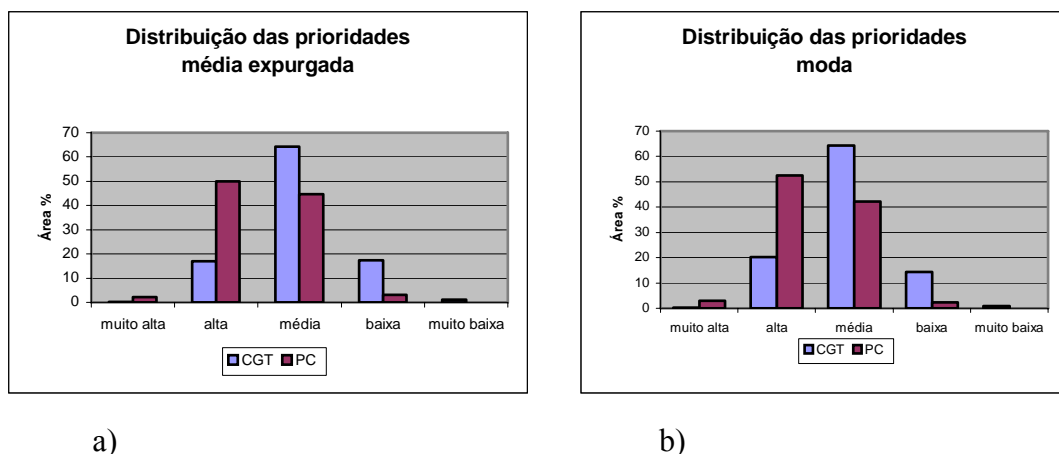 Distribuição das prioridades
média expurgada
Área %
70
60
50
40
30
20
10
0
muito alta alta média baixa muito baixa
CGT PC
a)
Distribuição das prioridades
moda
Área %
70
60
50
40
30
20
10
0
muito alta alta média baixa muito baixa
CGT PC
b)